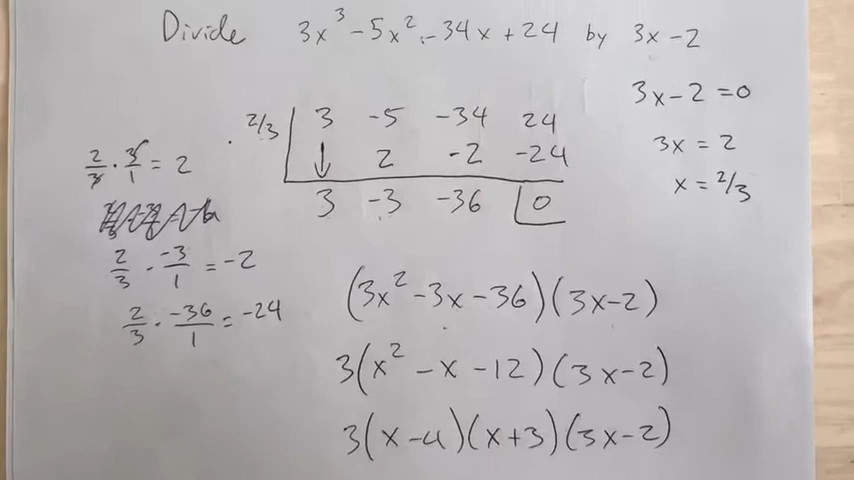 Divide 3x³ - 5x² - 34x + 24 by 3x - 2
3x - 2 = 0
3x = 2
x = 2/3
2/3 3 -5 -34 24
↓ 2 -2 -24
3 -3 -36 0
2/3 · 3/1 = 2
2/3 · -3/1 = -2
2/3 · -36/1 = -24
(3x² - 3x - 36)(3x - 2)
3(x² - x - 12)(3x - 2)
3(x - 4)(x + 3)(3x - 2)